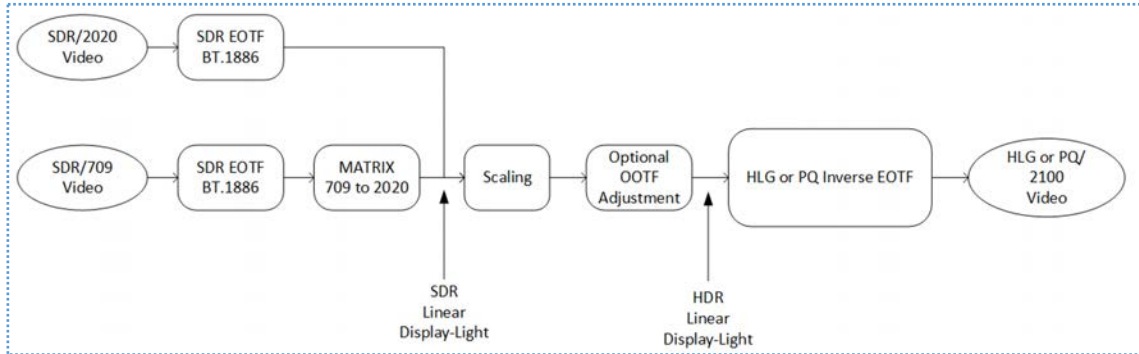 SDR/2020
Video
SDR EOTF
BT.1886
SDR/709
Video
SDR EOTF
BT.1886
MATRIX
709 to 2020
Scaling
Optional
OOTF
Adjustment
HLG or PQ Inverse EOTF
HLG or PQ/
2100
Video
SDR
Linear
Display-Light
HDR
Linear
Display-Light